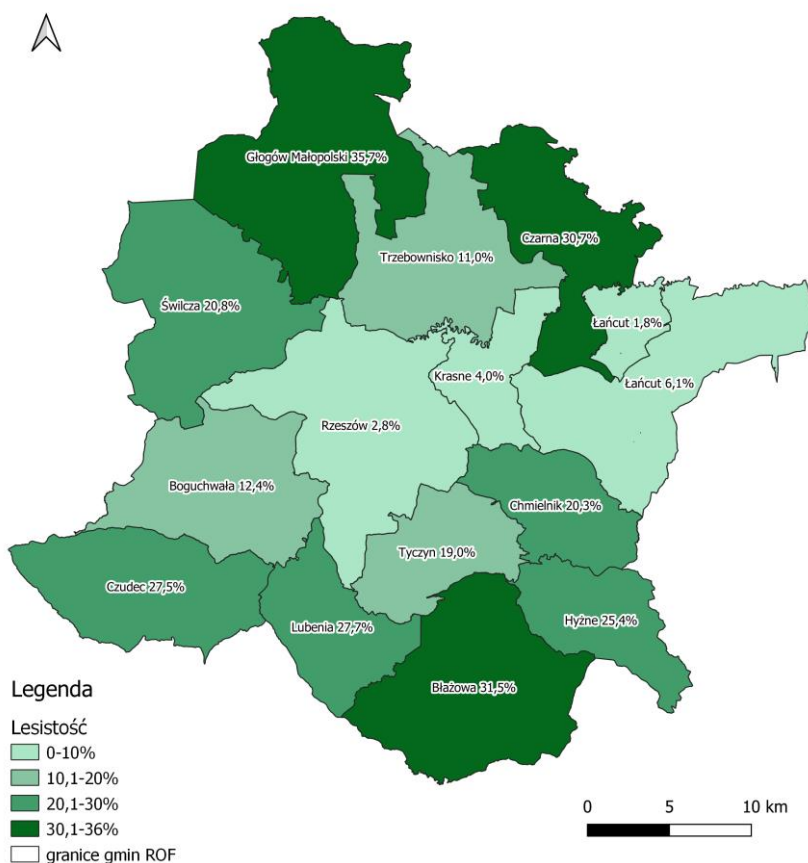 Głogów Małopolski 35,7%
Czarna 30,7%
Trzebownisko 11,0%
Świlcza 20,8%
Łańcut 1,8%
Krasne 4,0%
Łańcut 6,1%
Rzeszów 2,8%
Boguchwała 12,4%
Chmielnik 20,3%
Tyczyn 19,0%
Czudec 27,5%
Hyżne 25,4%
Lubenia 27,7%
Błażowa 31,5%
Legenda
Lesistość
0-10%
10,1-20%
20,1-30%
30,1-36%
granice gmin ROF
0 5 10 km